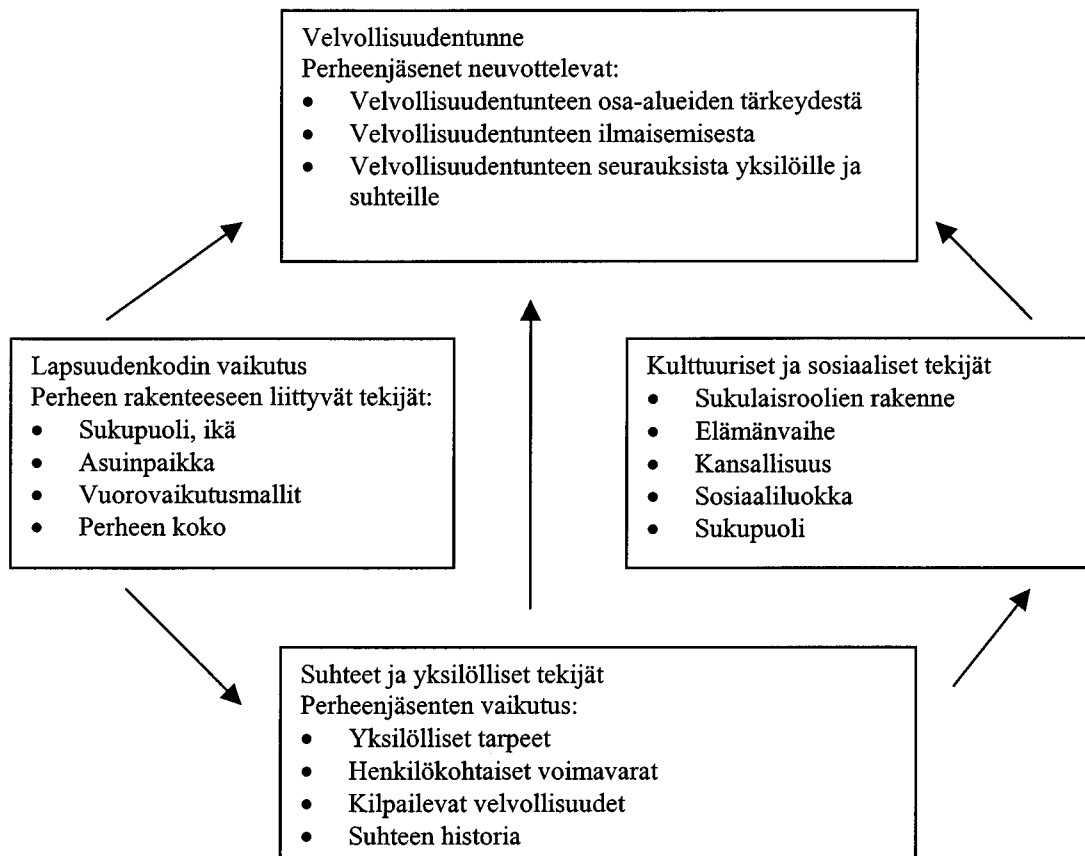 Velvollisuudentunne
Perheenjäsenet neuvottelevat:
• Velvollisuudentunteen osa-alueiden tärkeydestä
• Velvollisuudentunteen ilmaisemisesta
• Velvollisuudentunteen seurauksista yksilöille ja
suhteille
Lapsuudenkodin vaikutus
Perheen rakenteeseen liittyvät tekijät:
• Sukupuoli, ikä
• Asuinpaikka
• Vuorovaikutusmallit
• Perheen koko
Kulttuuriset ja sosiaaliset tekijät
• Sukulaisroolien rakenne
• Elämänvaihe
• Kansallisuus
• Sosiaaliluokka
• Sukupuoli
Suhteet ja yksilölliset tekijät
Perheenjäsenten vaikutus:
• Yksilölliset tarpeet
• Henkilökohtaiset voimavarat
• Kilpailevat velvollisuudet
• Suhteen historia